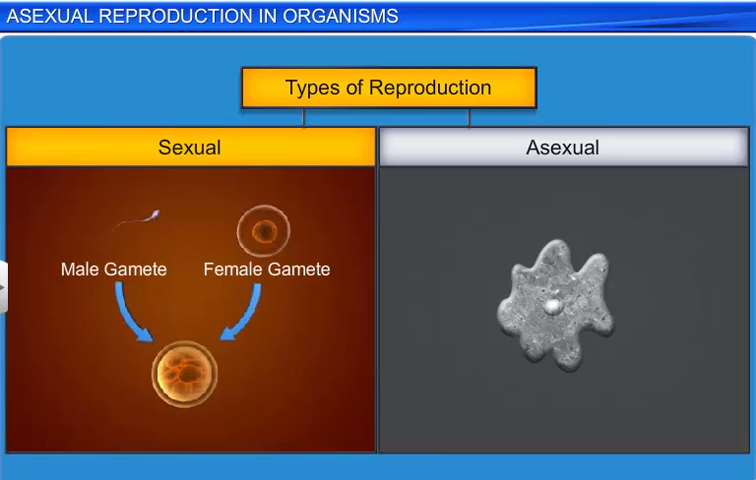 ASEXUAL REPRODUCTION IN ORGANISMS
Types of Reproduction
Sexual
Asexual
Male Gamete
Female Gamete